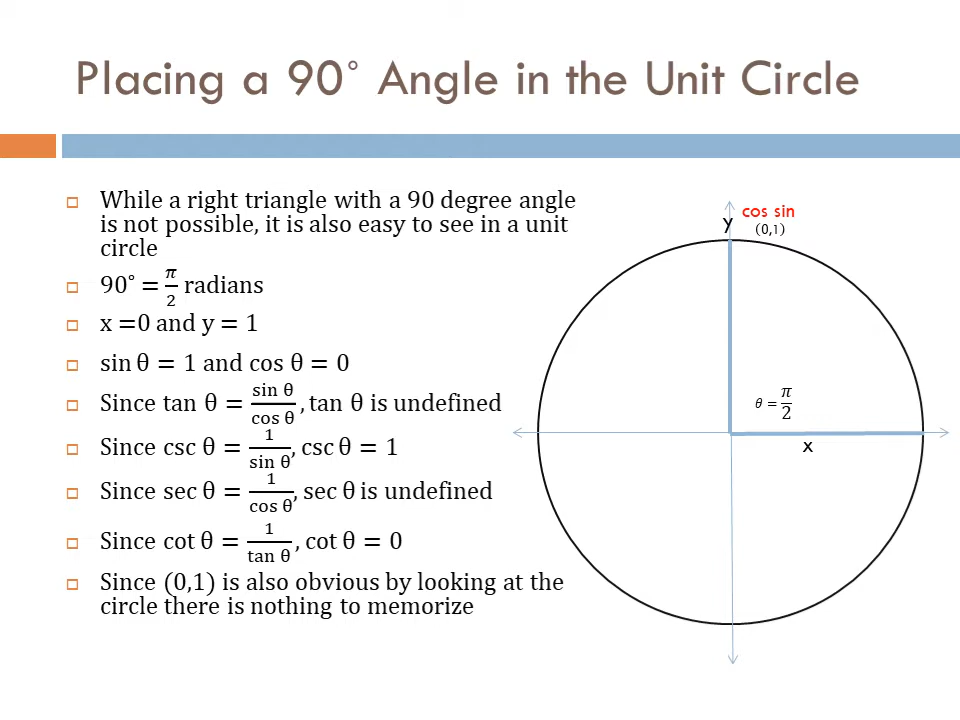 Placing a 90° Angle in the Unit Circle
While a right triangle with a 90 degree angle
is not possible, it is also easy to see in a unit
circle
90° = π/2 radians
x =0 and y = 1
sin θ = 1 and cos θ = 0
Since tan θ = sin θ/cos θ, tan θ is undefined
Since csc θ = 1/sin θ, csc θ = 1
Since sec θ = 1/cos θ, sec θ is undefined
Since cot θ = 1/tan θ, cot θ = 0
Since (0,1) is also obvious by looking at the
circle there is nothing to memorize
cos sin
y (0,1)
θ = π/2
x